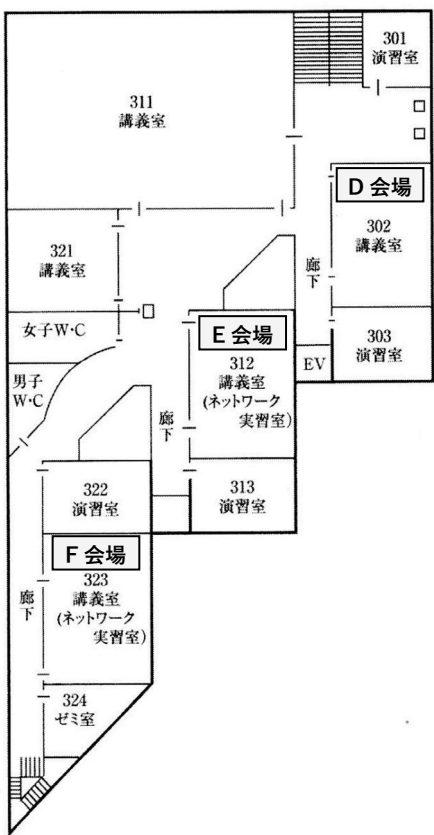 301
演習室
311
講義室
D 会場
302
講義室
321
講義室
廊
下
女子W・C
E 会場
303
演習室
312
講義室
(ネットワーク
実習室)
EV
男子
W・C
廊
下
322
演習室
313
演習室
F 会場
323
講義室
(ネットワーク
実習室)
廊
下
324
ゼミ室